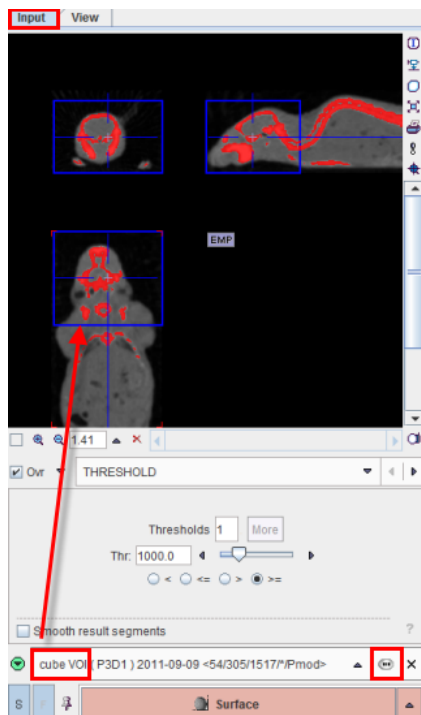 Input View
EMP
1.41
Ovr THRESHOLD
Thresholds 1 More
Thr: 1000.0
< <= > >=
Smooth result segments ?
cube VOI ( P3D1 ) 2011-09-09 <54/305/1517/*/Pmod>
S Surface